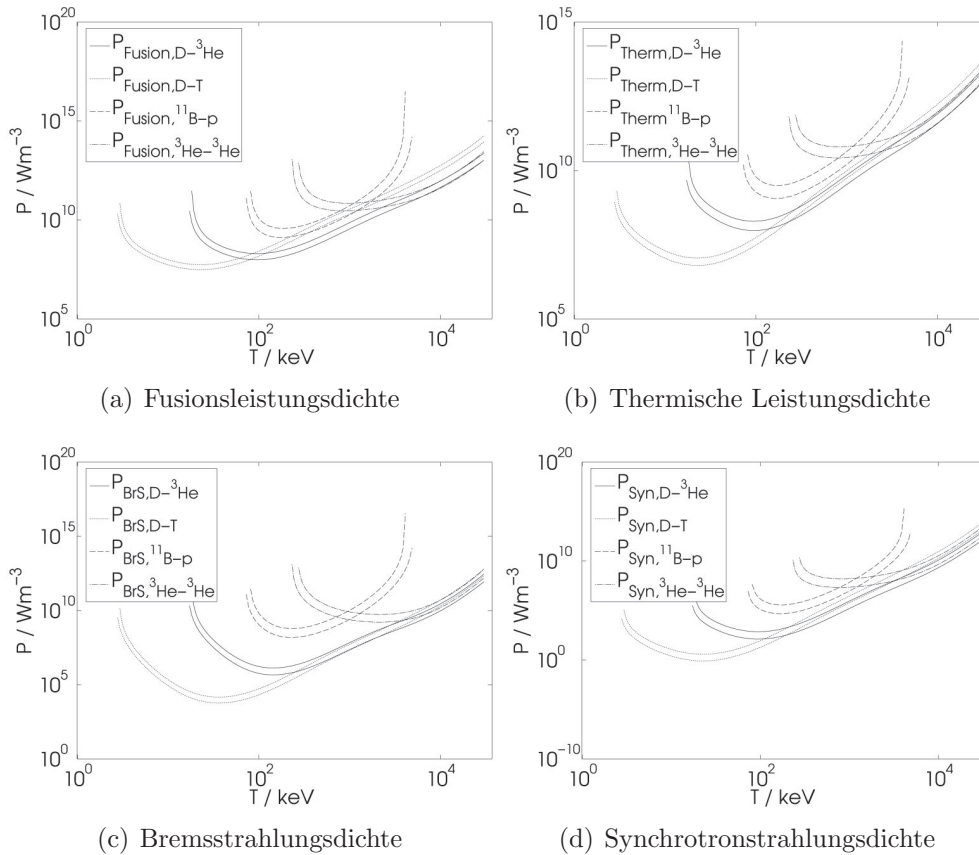 10^20
P_Fusion,D–^3He
P_Fusion,D–T
P_Fusion,^11B–p
P_Fusion,^3He–^3He
10^15
P / Wm^−3
10^10
10^5
10^0
10^2
10^4
T / keV
(a) Fusionsleistungsdichte
10^15
P_Therm,D–^3He
P_Therm,D–T
P_Therm^11B–p
P_Therm,^3He–^3He
P / Wm^−3
10^10
10^5
10^0
10^2
10^4
T / keV
(b) Thermische Leistungsdichte
10^20
P_BrS,D–^3He
P_BrS,D–T
P_BrS,^11B–p
P_BrS,^3He–^3He
10^15
P / Wm^−3
10^10
10^5
10^0
10^0
10^2
10^4
T / keV
(c) Bremsstrahlungsdichte
10^20
P_Syn,D–^3He
P_Syn,D–T
P_Syn,^11B–p
P_Syn,^3He–^3He
10^10
P / Wm^−3
10^0
10^−10
10^0
10^2
10^4
T / keV
(d) Synchrotronstrahlungsdichte